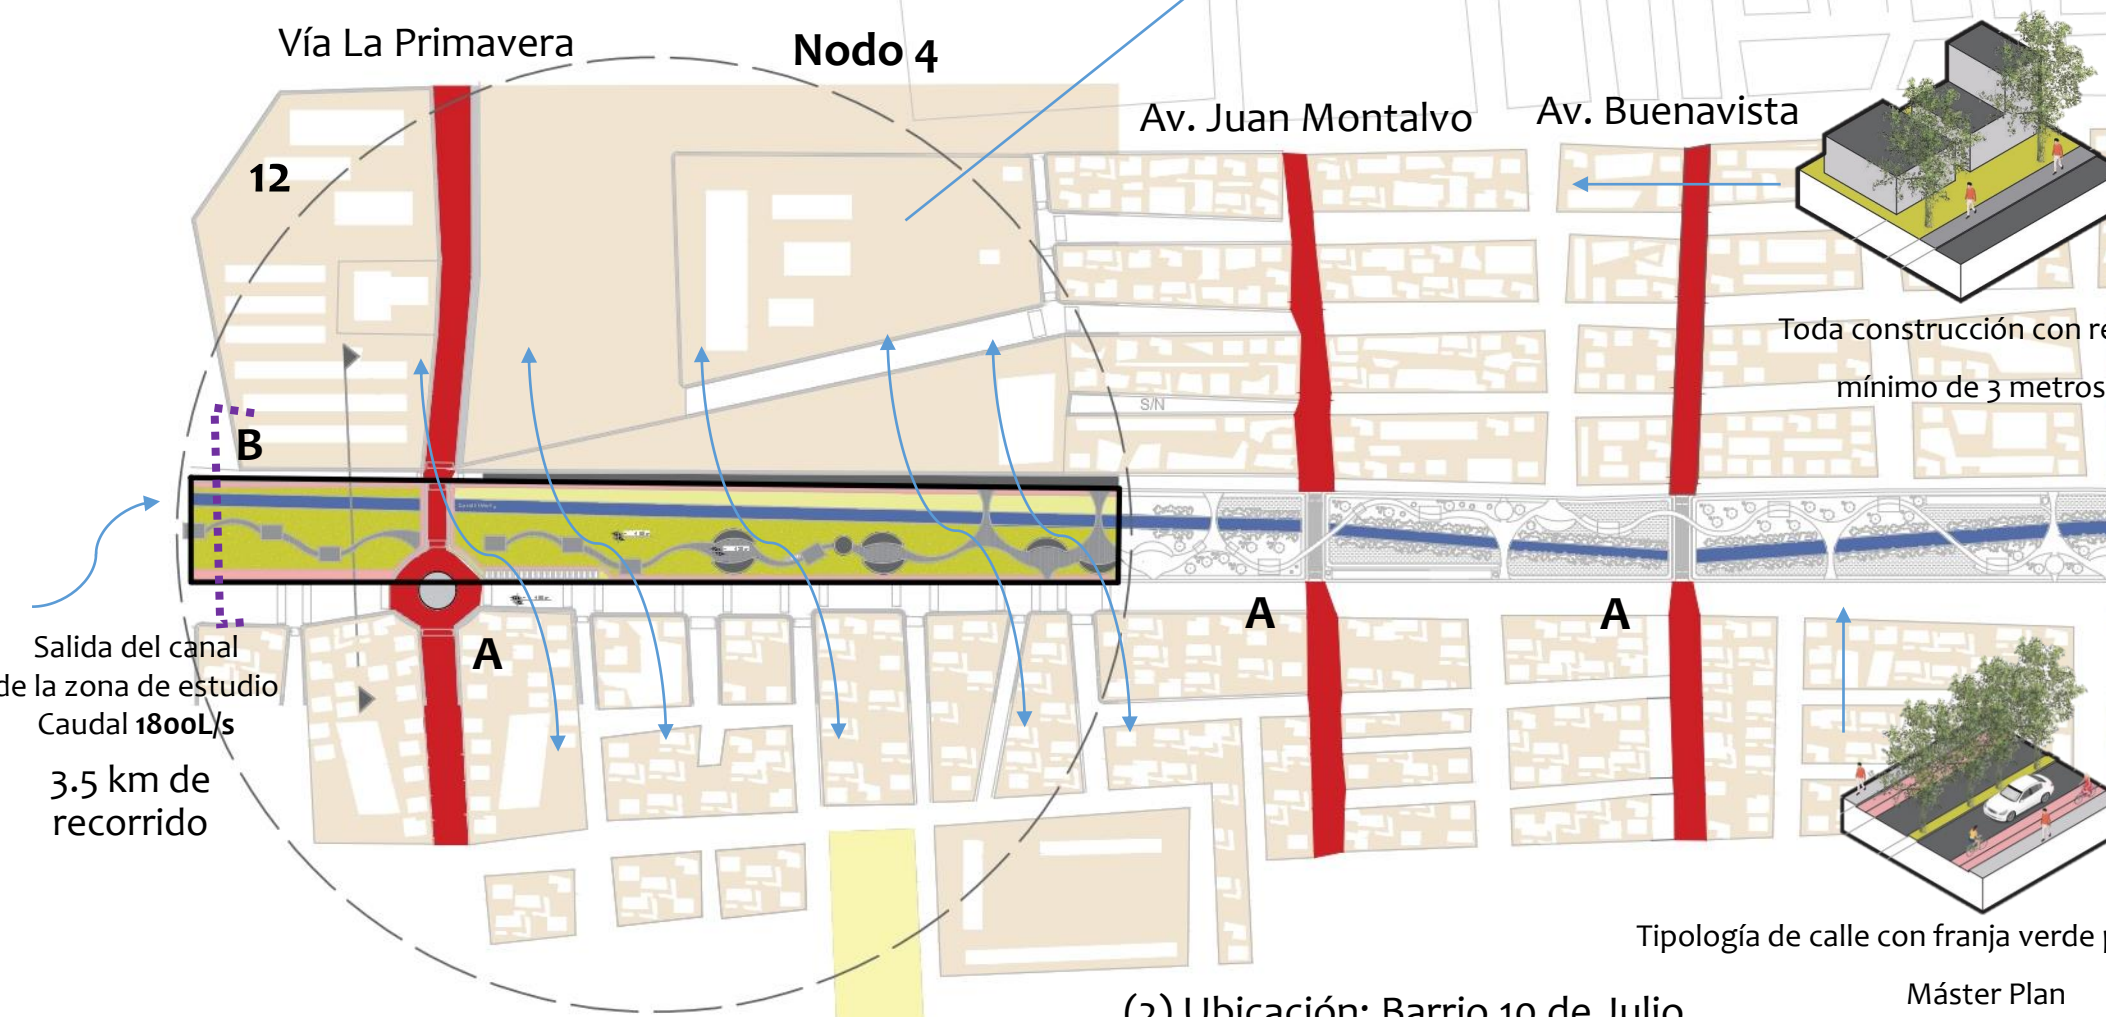 Vía La Primavera
Nodo 4
Av. Juan Montalvo
Av. Buenavista
12
Toda construcción con re
mínimo de 3 metros
S/N
B
A
A
A
Salida del canal
de la zona de estudio
Caudal 1800L/s
3.5 km de
recorrido
Tipología de calle con franja verde
Máster Plan
(2) Ubicación: Barrio 10 de Julio